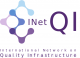 iNet QI
International Network on
Quality Infrastructure